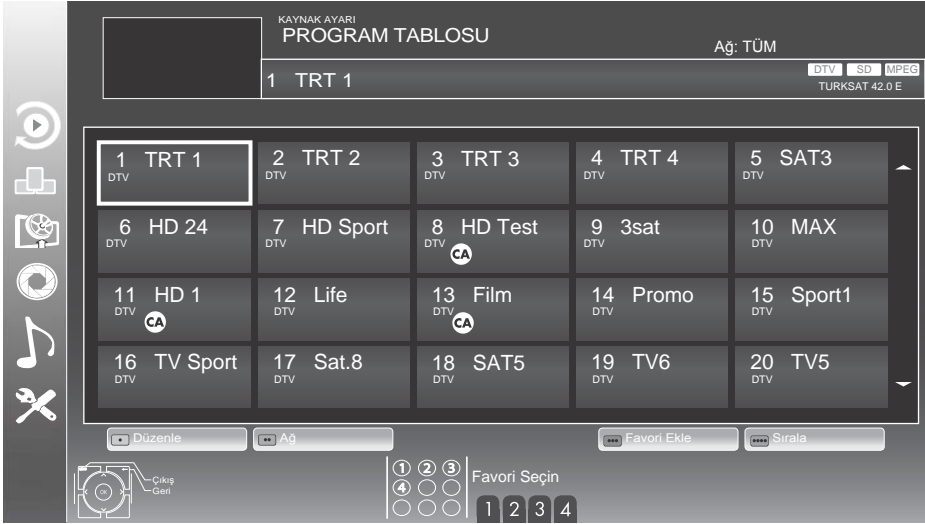 KAYNAK AYARI
PROGRAM TABLOSU
Ağ: TÜM
1 TRT 1
DTV SD MPEG
TURKSAT 42.0 E
1 TRT 1 2 TRT 2 3 TRT 3 4 TRT 4 5 SAT3
DTV DTV DTV DTV DTV
6 HD 24 7 HD Sport 8 HD Test 9 3sat 10 MAX
DTV DTV DTV DTV DTV
CA
11 HD 1 12 Life 13 Film 14 Promo 15 Sport1
DTV DTV DTV DTV DTV
CA CA
16 TV Sport 17 Sat.8 18 SAT5 19 TV6 20 TV5
DTV DTV DTV DTV DTV
Düzenle Ağ Favori Ekle Sırala
Çıkış
Geri
OK
1 2 3
4
Favori Seçin
1 2 3 4